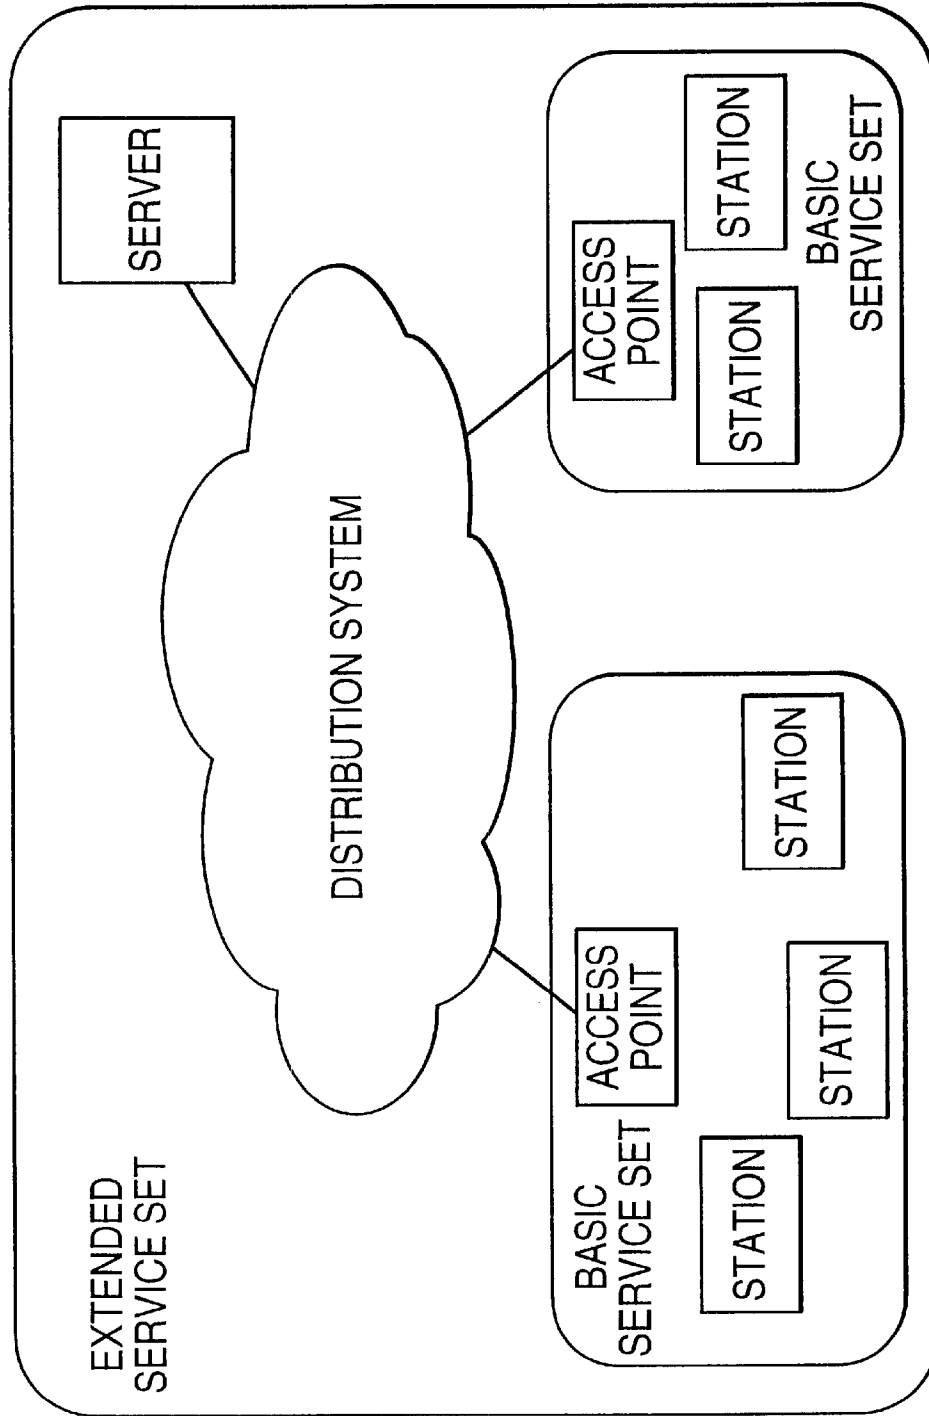 EXTENDED
SERVICE SET
SERVER
DISTRIBUTION SYSTEM
BASIC
SERVICE SET
ACCESS
POINT
STATION
STATION
STATION
ACCESS
POINT
STATION
STATION
BASIC
SERVICE SET